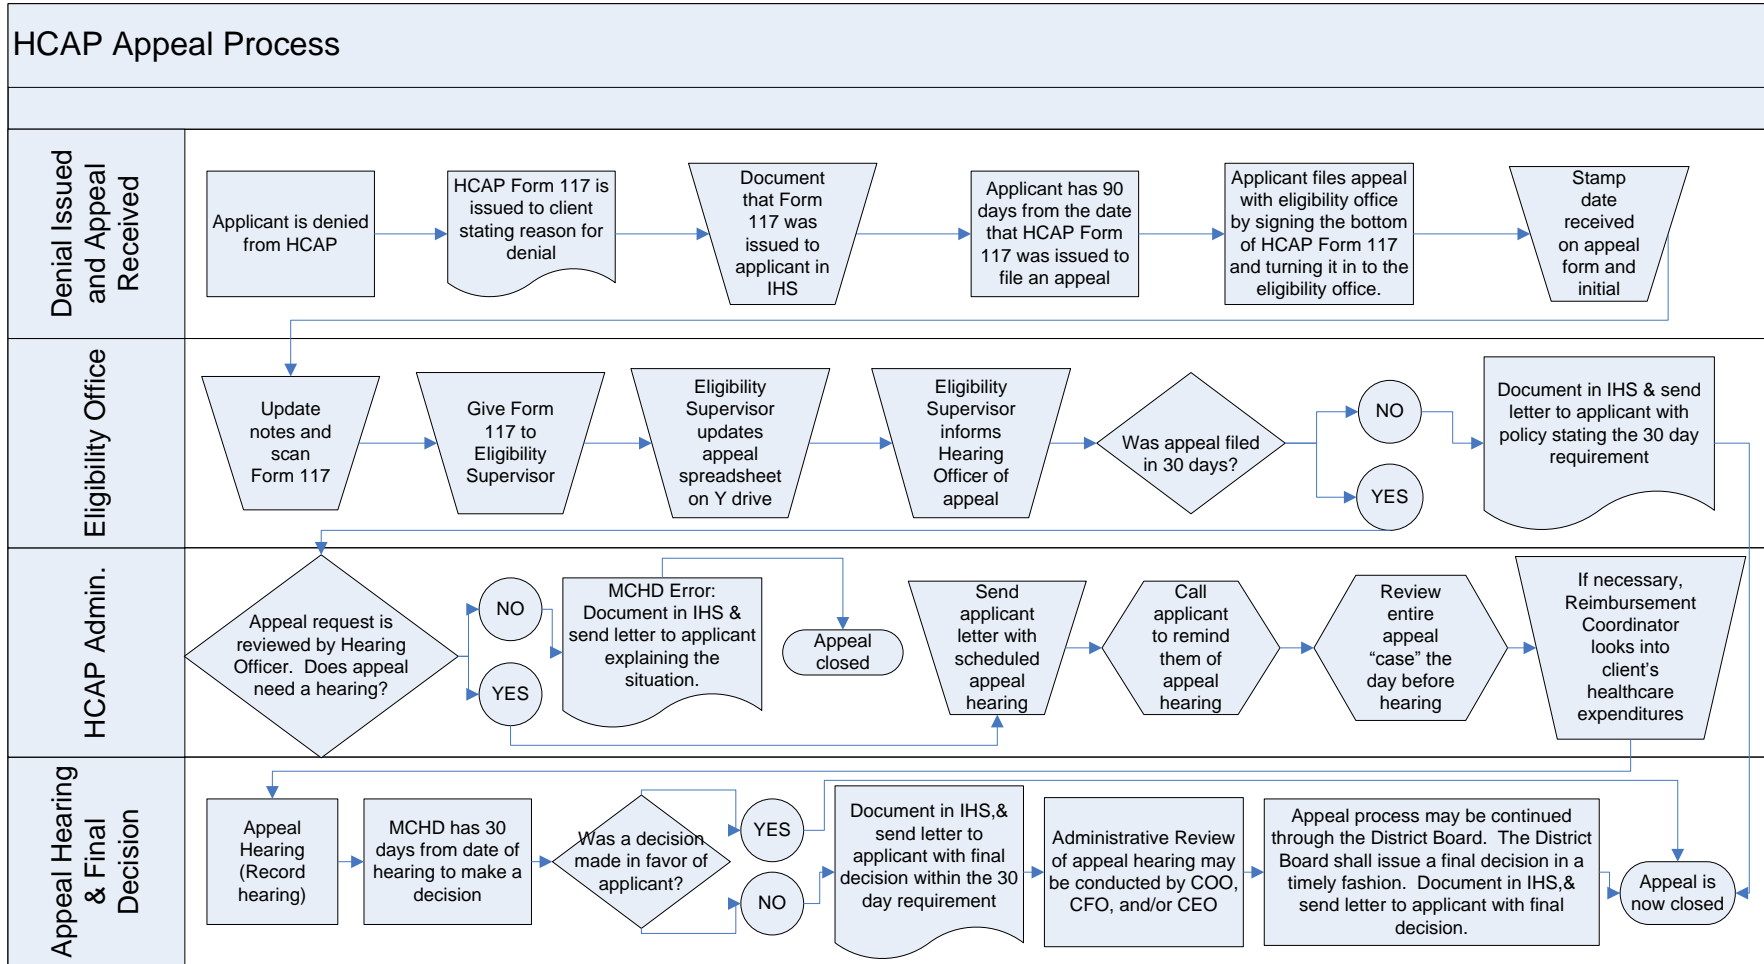 HCAP Appeal Process
Denial Issued
and Appeal
Received
Applicant is denied
from HCAP
HCAP Form 117 is
issued to client
stating reason for
denial
Document
that Form
117 was
issued to
applicant in
IHS
Applicant has 90
days from the date
that HCAP Form
117 was issued to
file an appeal
Applicant files appeal
with eligibility office
by signing the bottom
of HCAP Form 117
and turning it in to the
eligibility office.
Stamp
date
received
on appeal
form and
initial
Eligibility Office
Update
notes and
scan
Form 117
Give Form
117 to
Eligibility
Supervisor
Eligibility
Supervisor
updates
appeal
spreadsheet
on Y drive
Eligibility
Supervisor
informs
Hearing
Officer of
appeal
Was appeal filed
in 30 days?
NO
YES
Document in IHS & send
letter to applicant with
policy stating the 30 day
requirement
HCAP Admin.
Appeal request is
reviewed by Hearing
Officer.  Does appeal
need a hearing?
NO
YES
MCHD Error:
Document in IHS &
send letter to applicant
explaining the
situation.
Appeal
closed
Send
applicant
letter with
scheduled
appeal
hearing
Call
applicant
to remind
them of
appeal
hearing
Review
entire
appeal
“case” the
day before
hearing
If necessary,
Reimbursement
Coordinator
looks into
client’s
healthcare
expenditures
Appeal Hearing
& Final
Decision
Appeal
Hearing
(Record
hearing)
MCHD has 30
days from date of
hearing to make a
decision
Was a decision
made in favor of
applicant?
YES
NO
Document in IHS,&
send letter to
applicant with final
decision within the 30
day requirement
Administrative Review
of appeal hearing may
be conducted by COO,
CFO, and/or CEO
Appeal process may be continued
through the District Board.  The District
Board shall issue a final decision in a
timely fashion.  Document in IHS,&
send letter to applicant with final
decision.
Appeal is
now closed